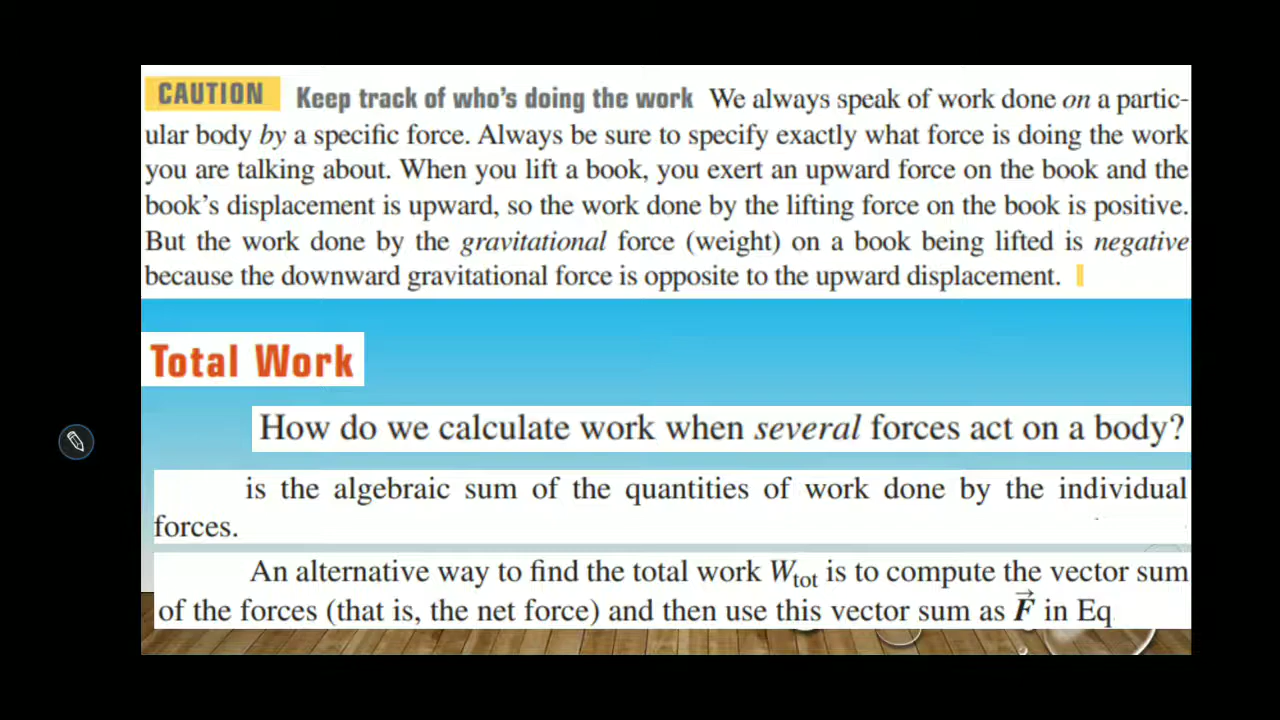 CAUTION Keep track of who's doing the work We always speak of work done on a partic-
ular body by a specific force. Always be sure to specify exactly what force is doing the work
you are talking about. When you lift a book, you exert an upward force on the book and the
book's displacement is upward, so the work done by the lifting force on the book is positive.
But the work done by the gravitational force (weight) on a book being lifted is negative
because the downward gravitational force is opposite to the upward displacement.
Total Work
How do we calculate work when several forces act on a body?
is the algebraic sum of the quantities of work done by the individual
forces.
An alternative way to find the total work Wtot is to compute the vector sum
of the forces (that is, the net force) and then use this vector sum as F⃗ in Eq